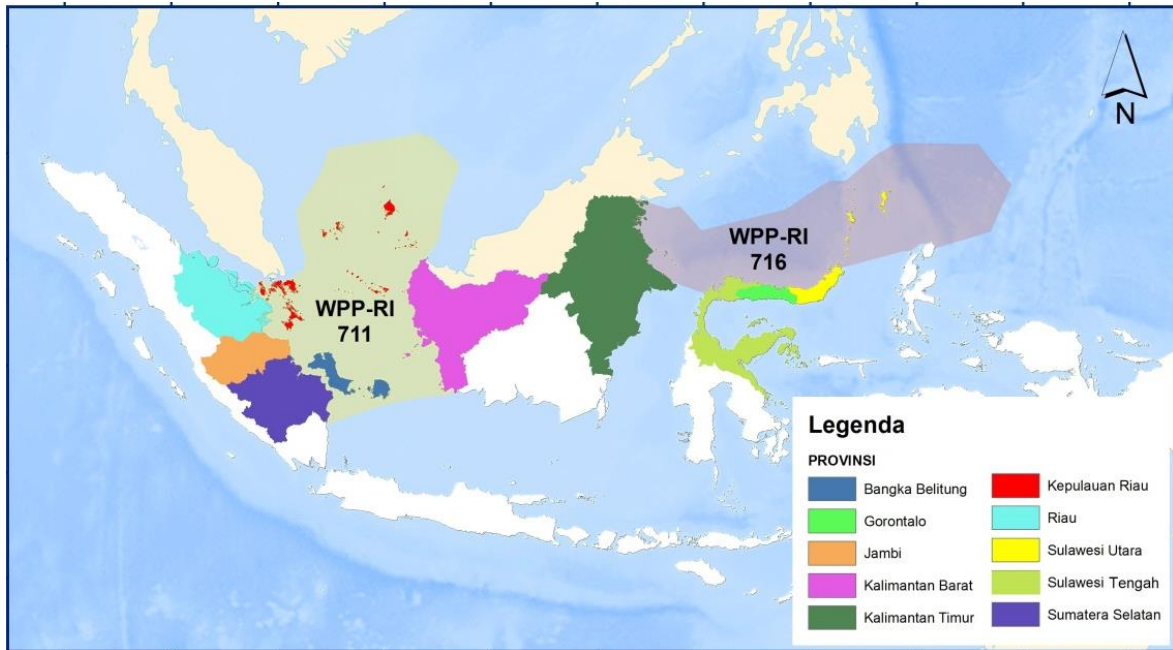 N
WPP-RI
716
WPP-RI
711
Legenda
PROVINSI
Bangka Belitung
Gorontalo
Jambi
Kalimantan Barat
Kalimantan Timur
Kepulauan Riau
Riau
Sulawesi Utara
Sulawesi Tengah
Sumatera Selatan